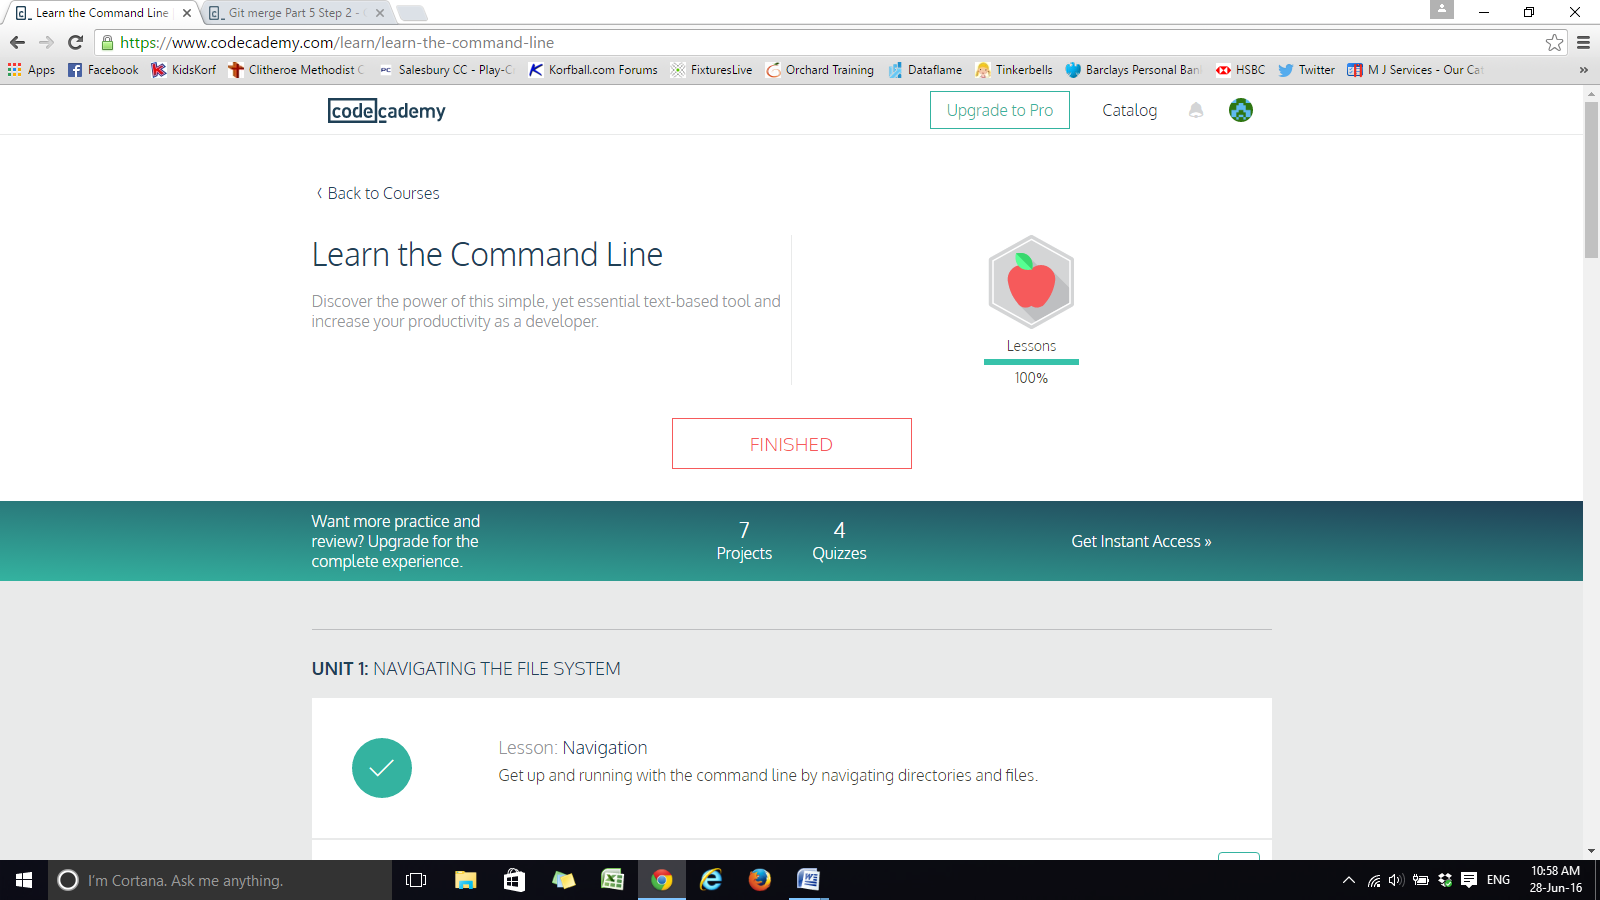 Learn the Command Line
Git merge Part 5 Step 2 -
https://www.codecademy.com/learn/learn-the-command-line
Apps
Facebook
KidsKorf
Clitheroe Methodist C
Salesbury CC - Play-C
Korfball.com Forums
FixturesLive
Orchard Training
Dataflame
Tinkerbells
Barclays Personal Ban
HSBC
Twitter
M J Services - Our Cat
»
codecademy
Upgrade to Pro
Catalog
‹ Back to Courses
Learn the Command Line
Discover the power of this simple, yet essential text-based tool and
increase your productivity as a developer.
Lessons
100%
FINISHED
Want more practice and
review? Upgrade for the
complete experience.
7
Projects
4
Quizzes
Get Instant Access »
UNIT 1: NAVIGATING THE FILE SYSTEM
Lesson: Navigation
Get up and running with the command line by navigating directories and files.
I'm Cortana. Ask me anything.
ENG
10:58 AM
28-Jun-16